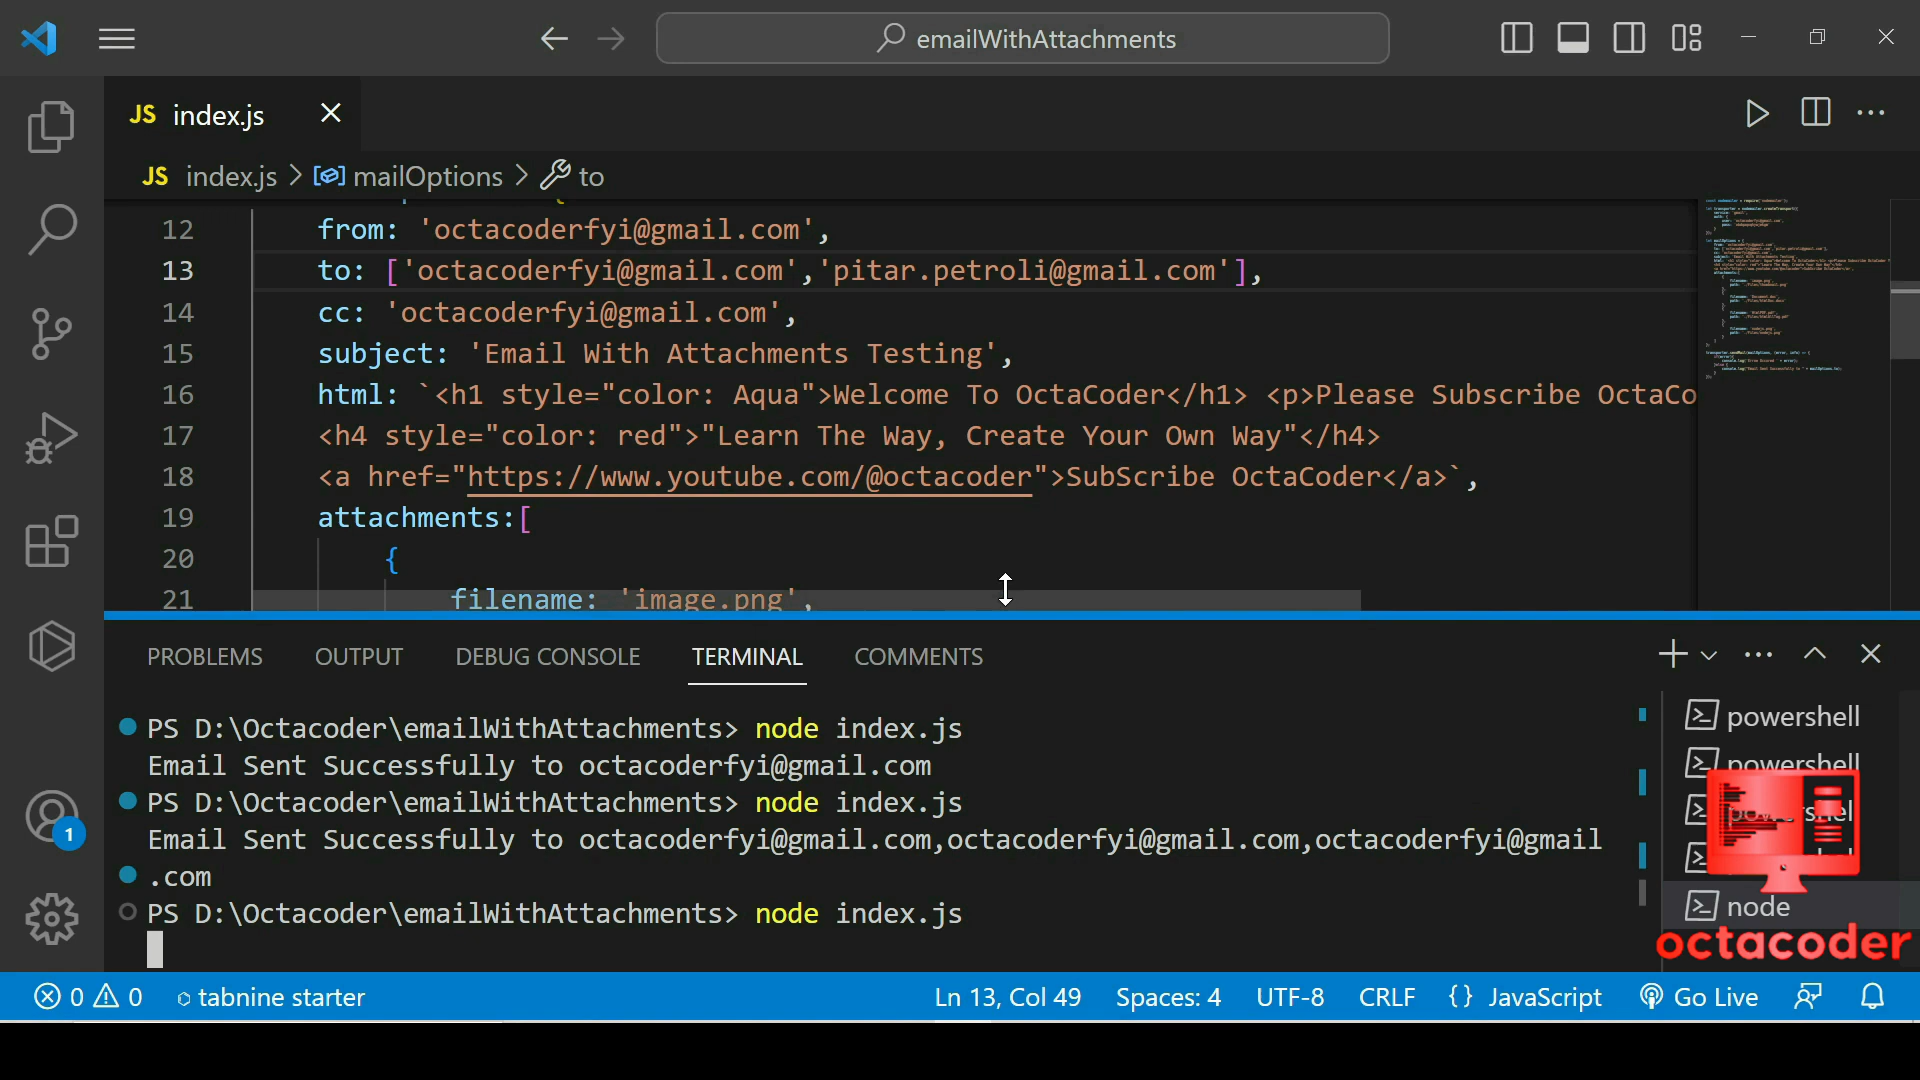 emailWithAttachments
JS index.js
JS index.js > mailOptions > to
12 from: 'octacoderfyi@gmail.com',
13 to: ['octacoderfyi@gmail.com','pitar.petroli@gmail.com'],
14 cc: 'octacoderfyi@gmail.com',
15 subject: 'Email With Attachments Testing',
16 html: `<h1 style="color: Aqua">Welcome To OctaCoder</h1> <p>Please Subscribe OctaCo
17 <h4 style="color: red">"Learn The Way, Create Your Own Way"</h4>
18 <a href="https://www.youtube.com/@octacoder">SubScribe OctaCoder</a>`,
19 attachments:[
20 {
21 filename: 'image.png',
PROBLEMS OUTPUT DEBUG CONSOLE TERMINAL COMMENTS
PS D:\Octacoder\emailWithAttachments> node index.js
Email Sent Successfully to octacoderfyi@gmail.com
PS D:\Octacoder\emailWithAttachments> node index.js
Email Sent Successfully to octacoderfyi@gmail.com,octacoderfyi@gmail.com,octacoderfyi@gmail
.com
PS D:\Octacoder\emailWithAttachments> node index.js
powershell
powershell
node
octacoder
1
0 0 tabnine starter Ln 13, Col 49 Spaces: 4 UTF-8 CRLF {} JavaScript Go Live